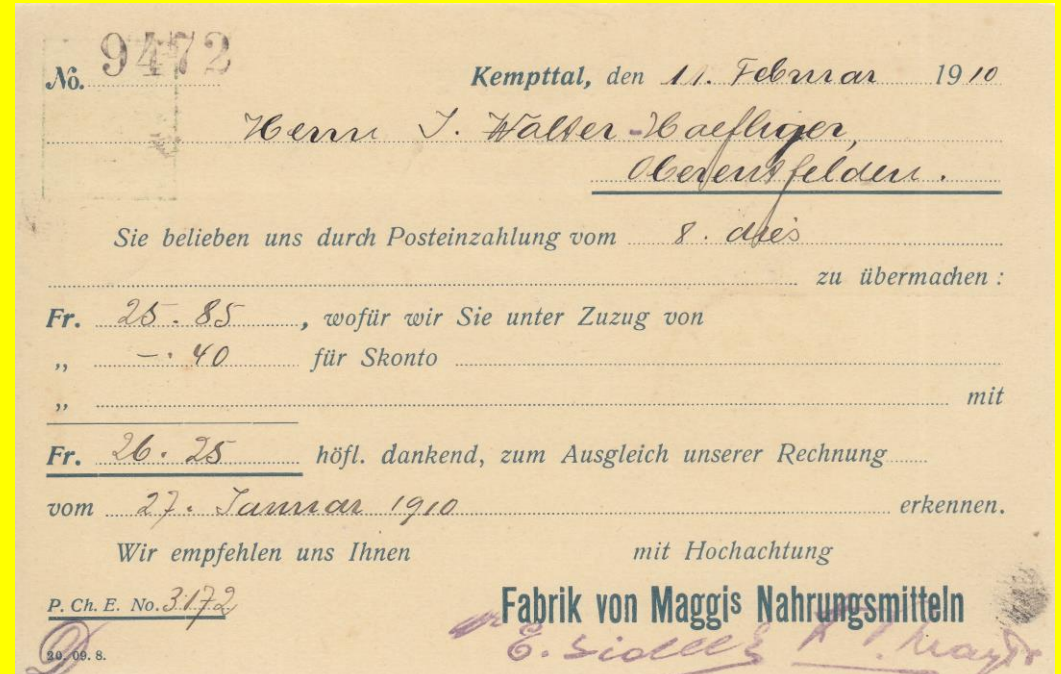 No. 9472
Kempttal, den 11. Februar 1910
Herrn J. Walter-Haefliger,
Oberentfelden.
Sie belieben uns durch Posteinzahlung vom 8. dies
zu übermachen :
Fr. 25.85, wofür wir Sie unter Zuzug von
„ —.40 für Skonto
„ mit
Fr. 26.25 höfl. dankend, zum Ausgleich unserer Rechnung
vom 27. Januar 1910 erkennen.
Wir empfehlen uns Ihnen mit Hochachtung
P. Ch. E. No. 3172 Fabrik von Maggis Nahrungsmitteln
20. 09. 8. E.